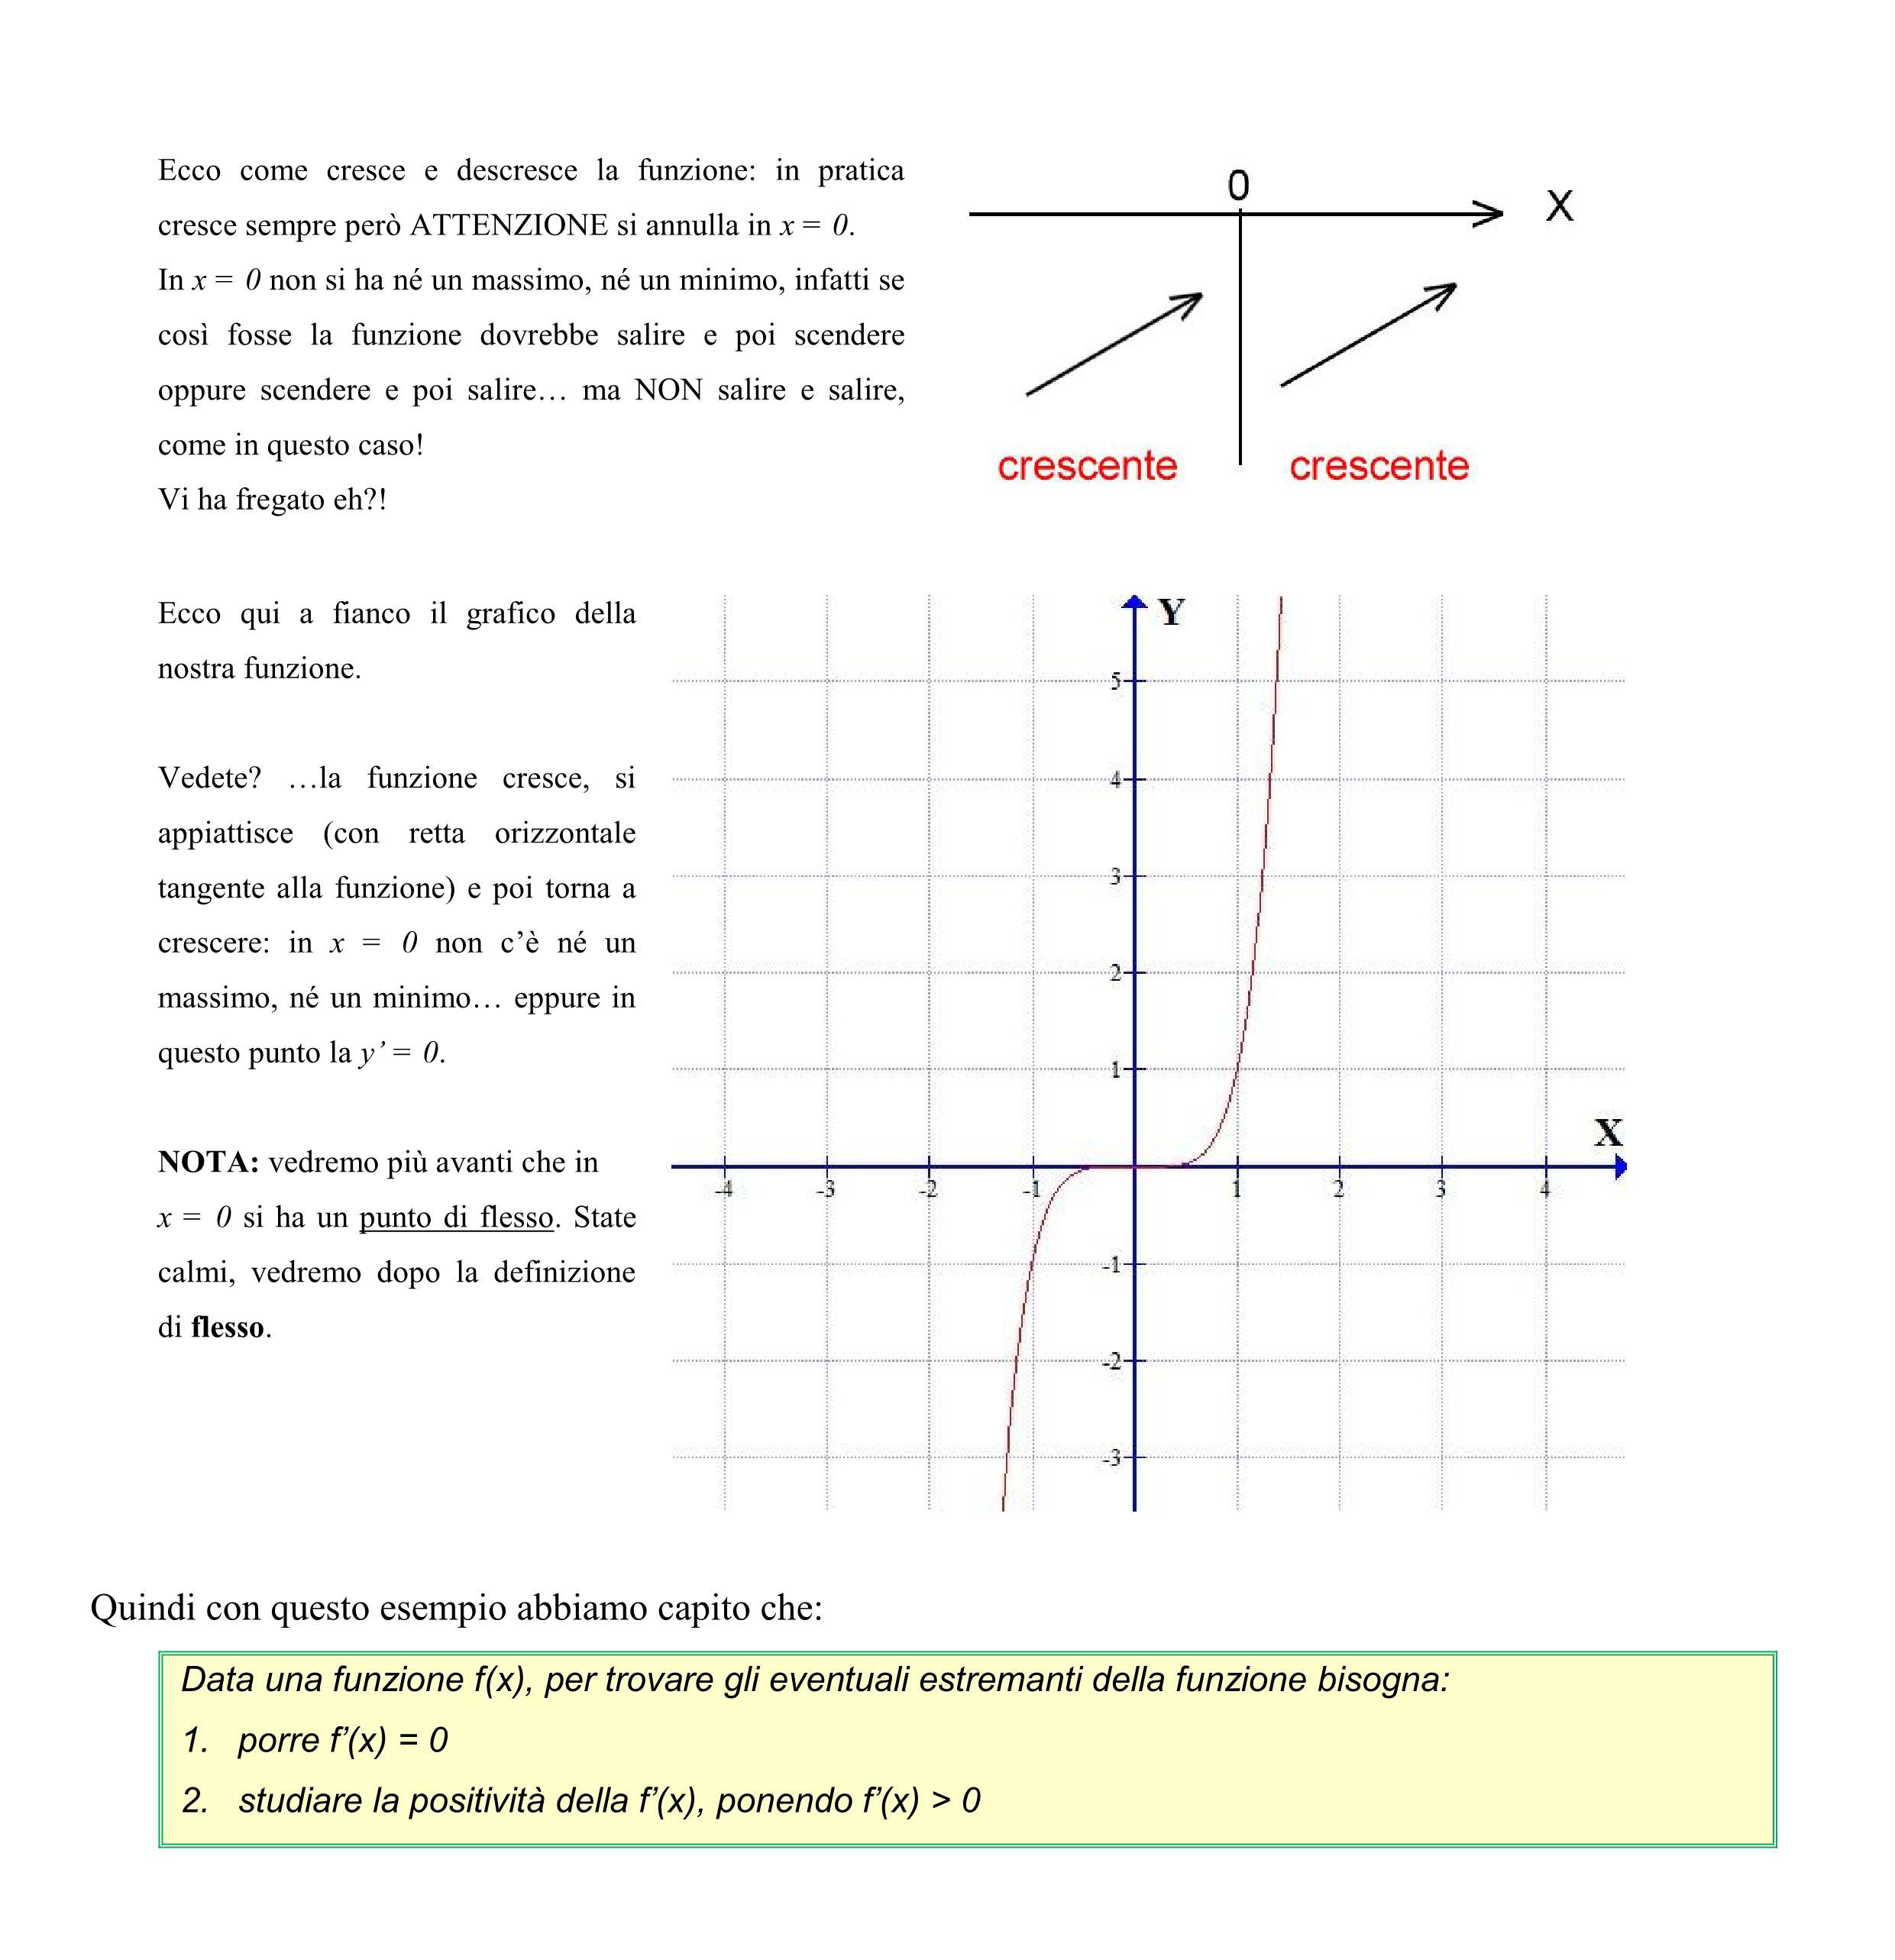 Ecco come cresce e descresce la funzione: in pratica
cresce sempre però ATTENZIONE si annulla in x = 0.
In x = 0 non si ha né un massimo, né un minimo, infatti se
così fosse la funzione dovrebbe salire e poi scendere
oppure scendere e poi salire… ma NON salire e salire,
come in questo caso!
Vi ha fregato eh?!
0
X
crescente crescente
Ecco qui a fianco il grafico della
nostra funzione.
Vedete? …la funzione cresce, si
appiattisce (con retta orizzontale
tangente alla funzione) e poi torna a
crescere: in x = 0 non c’è né un
massimo, né un minimo… eppure in
questo punto la y’ = 0.
NOTA: vedremo più avanti che in
x = 0 si ha un punto di flesso. State
calmi, vedremo dopo la definizione
di flesso.
Y
5
4
3
2
1
X
-4 -3 -2 -1 1 2 3 4
-1
-2
-3
Quindi con questo esempio abbiamo capito che:
Data una funzione f(x), per trovare gli eventuali estremanti della funzione bisogna:
1. porre f’(x) = 0
2. studiare la positività della f’(x), ponendo f’(x) > 0